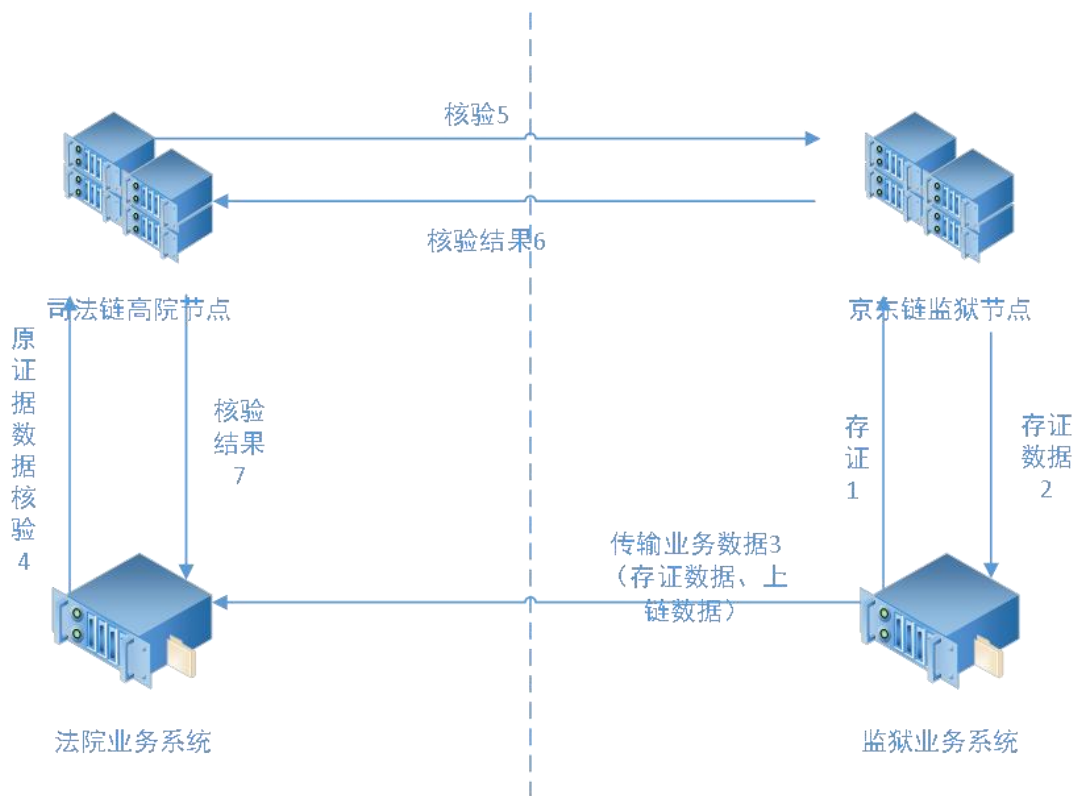 核验5
核验结果6
司法链高院节点
京东链监狱节点
原
证
据
数
据
核
验
4
核验
结果
7
存
证
1
存证
数据
2
传输业务数据3
（存证数据、上
链数据）
法院业务系统
监狱业务系统